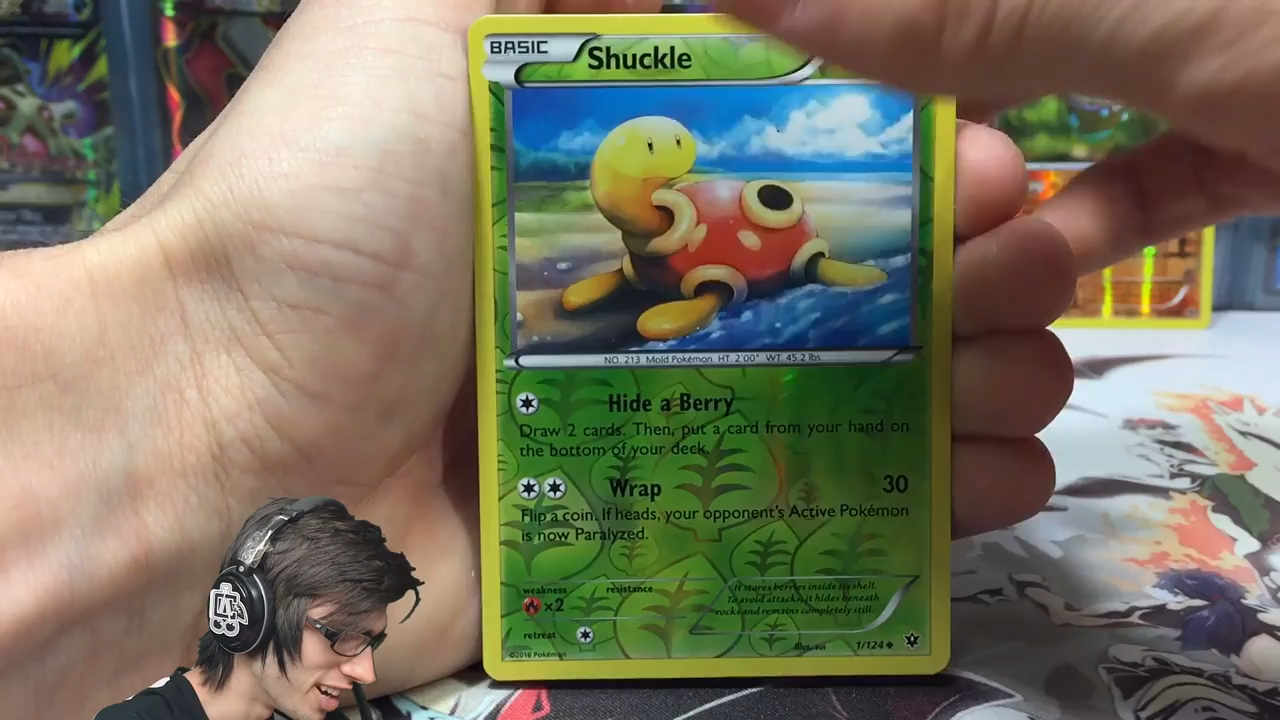 BASIC Shuckle
NO. 213 Mold Pokémon HT: 2'00" WT: 45.2 lbs.
Hide a Berry
Draw 2 cards. Then, put a card from your hand on
the bottom of your deck.
Wrap 30
Flip a coin. If heads, your opponent's Active Pokémon
is now Paralyzed.
weakness resistance
×2
It stores berries inside its shell.
To avoid attacks, it hides beneath
rocks and remains completely still.
retreat
©2016 Pokémon Illus. sui 1/124